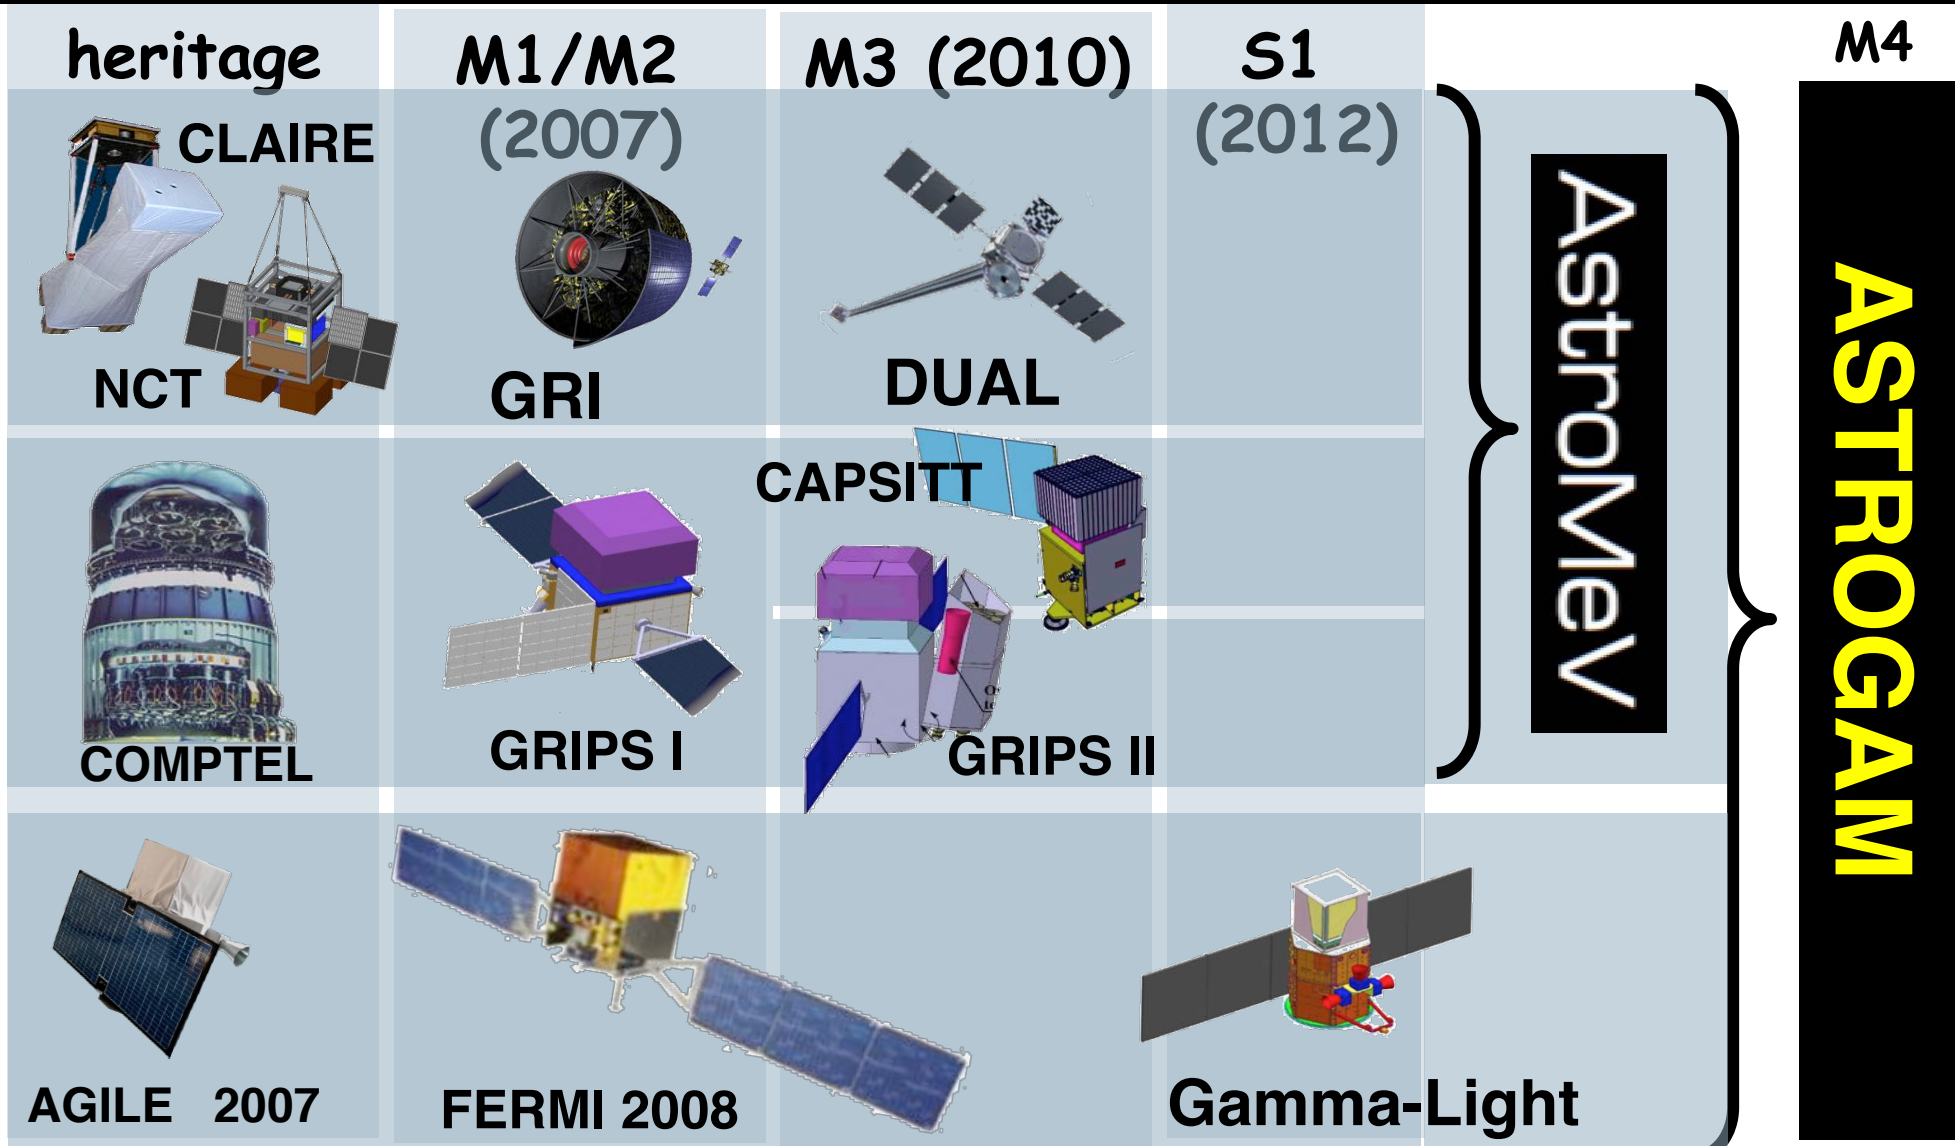 heritage
M1/M2
(2007)
M3 (2010)
S1
(2012)
M4
CLAIRE
NCT
GRI
DUAL
AstroMeV
ASTROGAM
CAPSITT
COMPTEL
GRIPS I
GRIPS II
AGILE 2007
FERMI 2008
Gamma-Light